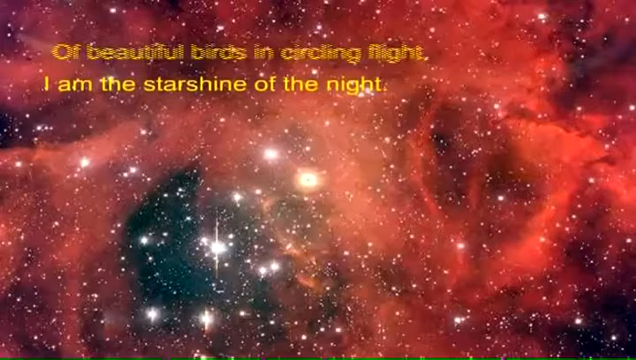 Of beautiful birds in circling flight,
I am the starshine of the night.